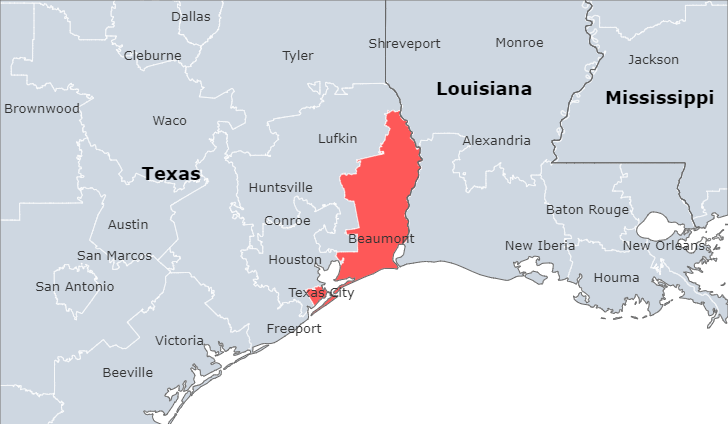 Dallas
Shreveport
Monroe
Cleburne
Tyler
Jackson
Louisiana
Mississippi
Brownwood
Waco
Lufkin
Alexandria
Texas
Huntsville
Baton Rouge
Conroe
Austin
Beaumont
New Iberia
New Orleans
San Marcos
Houston
Houma
San Antonio
Texas City
Freeport
Victoria
Beeville